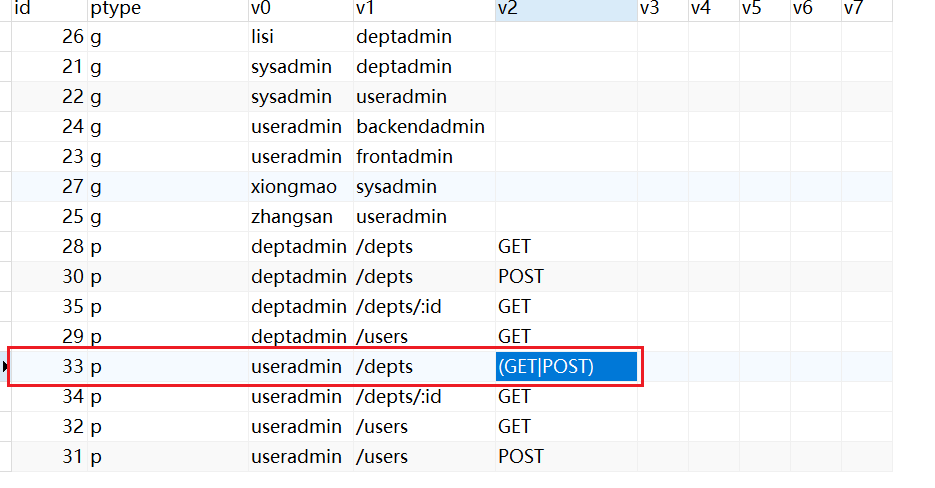 id ptype v0 v1 v2 v3 v4 v5 v6 v7
26 g lisi deptadmin
21 g sysadmin deptadmin
22 g sysadmin useradmin
24 g useradmin backendadmin
23 g useradmin frontadmin
27 g xiongmao sysadmin
25 g zhangsan useradmin
28 p deptadmin /depts GET
30 p deptadmin /depts POST
35 p deptadmin /depts/:id GET
29 p deptadmin /users GET
33 p useradmin /depts (GET|POST)
34 p useradmin /depts/:id GET
32 p useradmin /users GET
31 p useradmin /users POST